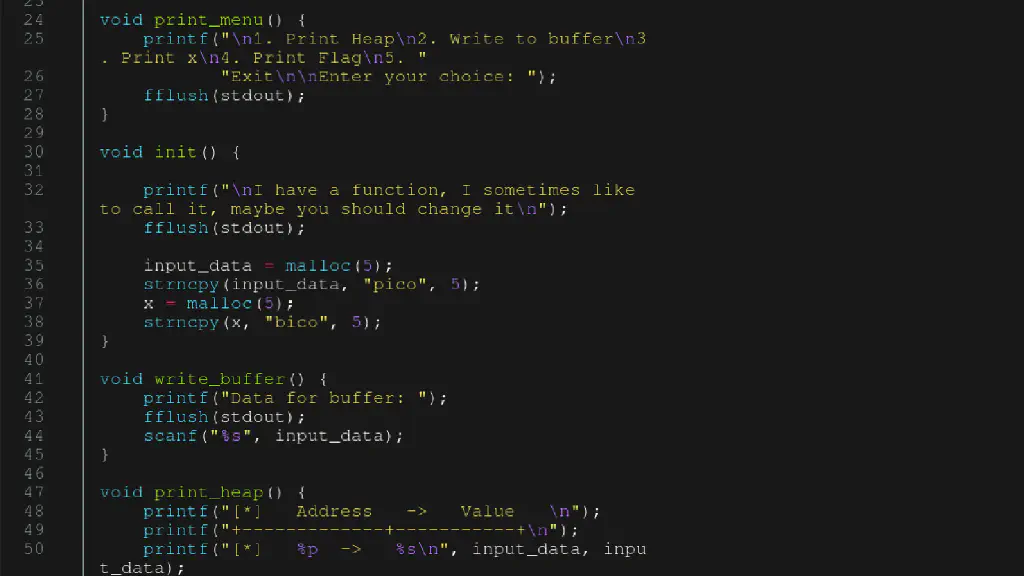 23
24 void print_menu() {
25 printf("\n1. Print Heap\n2. Write to buffer\n3
. Print x\n4. Print Flag\n5. "
26 "Exit\n\nEnter your choice: ");
27 fflush(stdout);
28 }
29
30 void init() {
31
32 printf("\nI have a function, I sometimes like
to call it, maybe you should change it\n");
33 fflush(stdout);
34
35 input_data = malloc(5);
36 strncpy(input_data, "pico", 5);
37 x = malloc(5);
38 strncpy(x, "bico", 5);
39 }
40
41 void write_buffer() {
42 printf("Data for buffer: ");
43 fflush(stdout);
44 scanf("%s", input_data);
45 }
46
47 void print_heap() {
48 printf("[*]   Address   ->   Value   \n");
49 printf("+-------------+-----------+\n");
50 printf("[*]   %p  ->   %s\n", input_data, inpu
t_data);